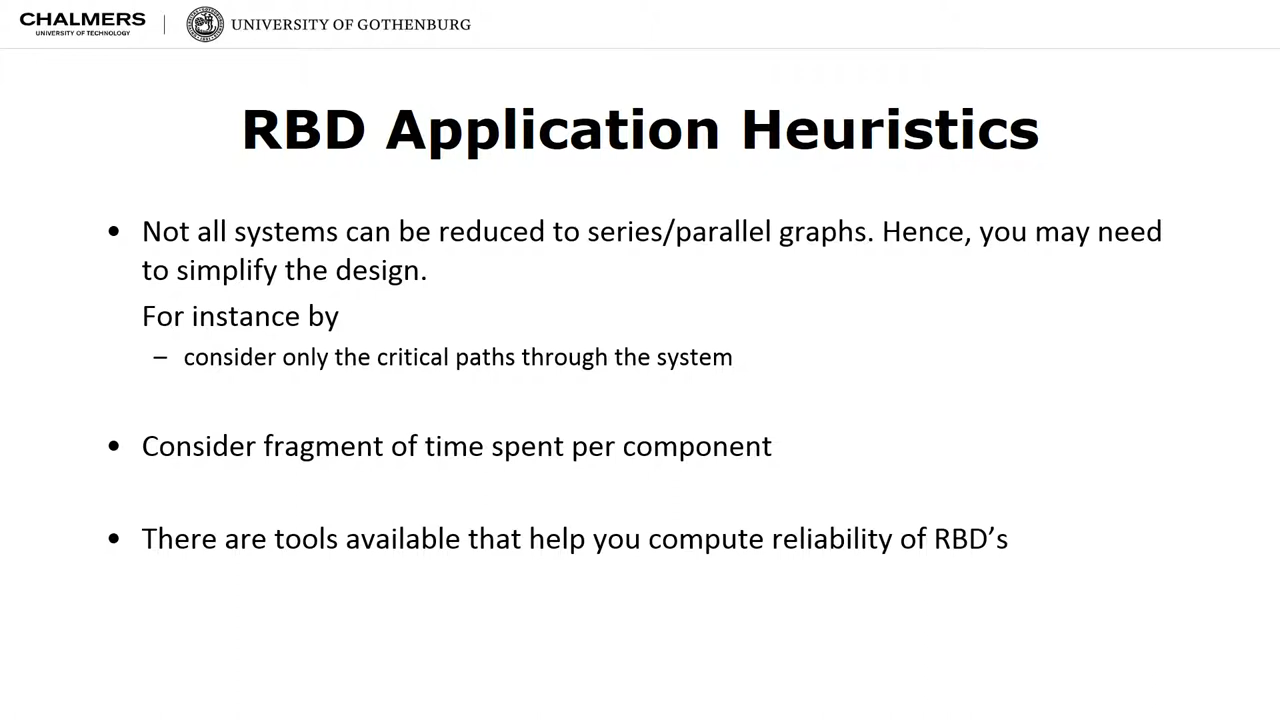 CHALMERS
UNIVERSITY OF TECHNOLOGY
UNIVERSITY OF GOTHENBURG
RBD Application Heuristics
• Not all systems can be reduced to series/parallel graphs. Hence, you may need
to simplify the design.
For instance by
– consider only the critical paths through the system
• Consider fragment of time spent per component
• There are tools available that help you compute reliability of RBD’s